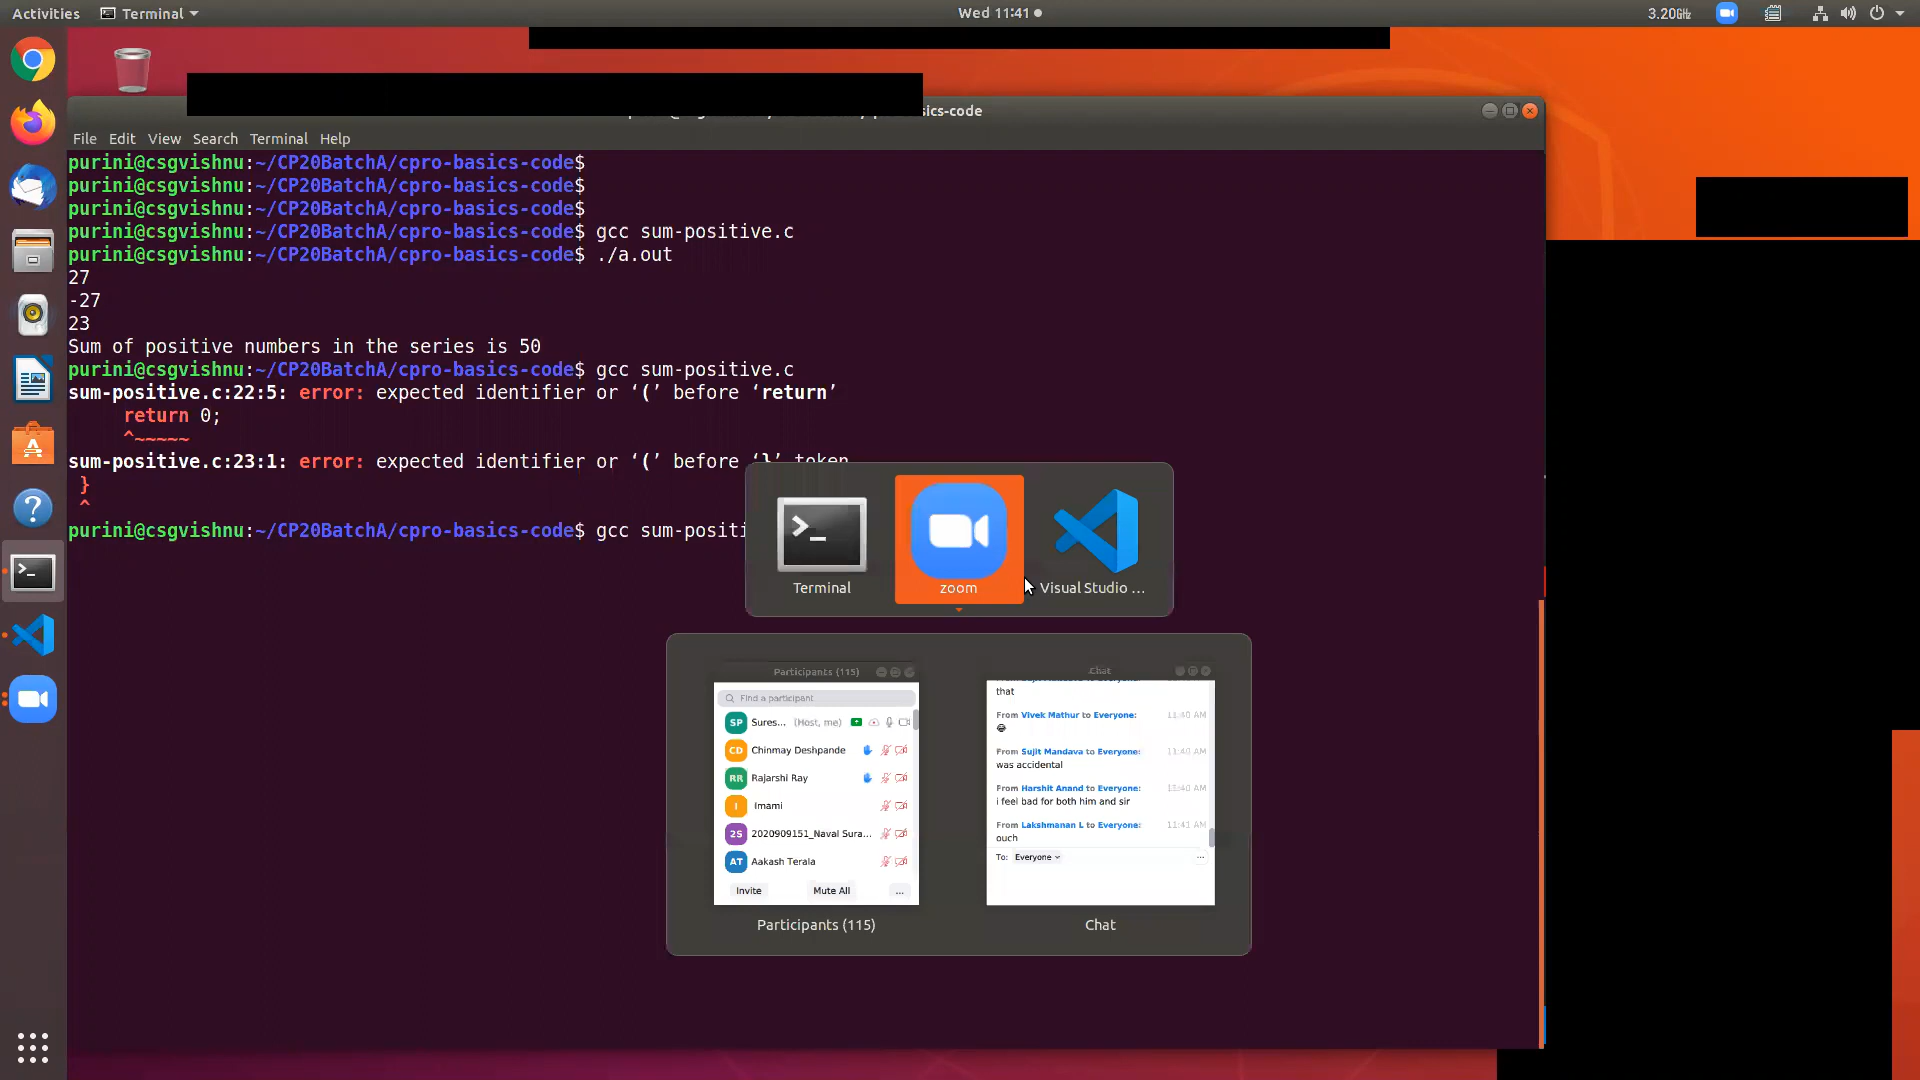 Activities
Terminal
Wed 11:41
3.20GHz
sics-code
File Edit View Search Terminal Help
purini@csgvishnu:~/CP20BatchA/cpro-basics-code$
purini@csgvishnu:~/CP20BatchA/cpro-basics-code$
purini@csgvishnu:~/CP20BatchA/cpro-basics-code$
purini@csgvishnu:~/CP20BatchA/cpro-basics-code$ gcc sum-positive.c
purini@csgvishnu:~/CP20BatchA/cpro-basics-code$ ./a.out
27
-27
23
Sum of positive numbers in the series is 50
purini@csgvishnu:~/CP20BatchA/cpro-basics-code$ gcc sum-positive.c
sum-positive.c:22:5: error: expected identifier or ‘(’ before ‘return’
return 0;
^~~~~~
sum-positive.c:23:1: error: expected identifier or ‘(’ before ‘}’ token
}
^
purini@csgvishnu:~/CP20BatchA/cpro-basics-code$ gcc sum-positi
Terminal
zoom
Visual Studio ...
Participants (115)
Find a participant
SP Sures... (Host, me)
CD Chinmay Deshpande
RR Rajarshi Ray
I Imami
2S 2020909151_Naval Sura...
AT Aakash Terala
Invite Mute All ...
Participants (115)
Chat
that
From Vivek Mathur to Everyone: 11:40 AM
From Sujit Mandava to Everyone: 11:40 AM
was accidental
From Harshit Anand to Everyone: 11:40 AM
i feel bad for both him and sir
From Lakshmanan L to Everyone: 11:41 AM
ouch
To: Everyone ...
Chat